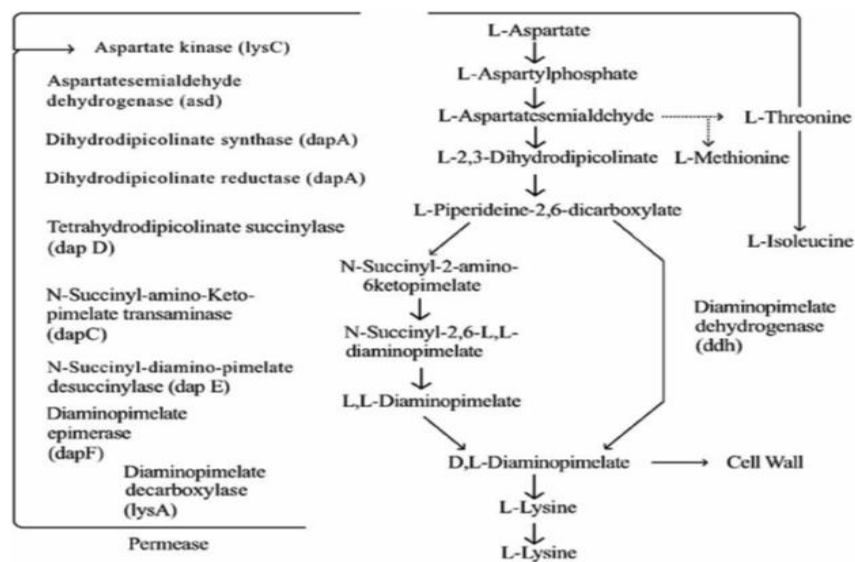 L-Aspartate
Aspartate kinase (lysC)
L-Aspartylphosphate
Aspartatesemialdehyde
dehydrogenase (asd)
L-Aspartatesemialdehyde
L-Threonine
Dihydrodipicolinate synthase (dapA)
L-2,3-Dihydrodipicolinate
L-Methionine
Dihydrodipicolinate reductase (dapA)
L-Piperideine-2,6-dicarboxylate
Tetrahydrodipicolinate succinylase
(dap D)
L-Isoleucine
N-Succinyl-2-amino-
6ketopimelate
N-Succinyl-amino-Keto-
pimelate transaminase
(dapC)
Diaminopimelate
dehydrogenase
(ddh)
N-Succinyl-2,6-L,L-
diaminopimelate
N-Succinyl-diamino-pimelate
desuccinylase (dap E)
L,L-Diaminopimelate
Diaminopimelate
epimerase
(dapF)
D,L-Diaminopimelate
Cell Wall
Diaminopimelate
decarboxylase
(lysA)
L-Lysine
Permease
L-Lysine